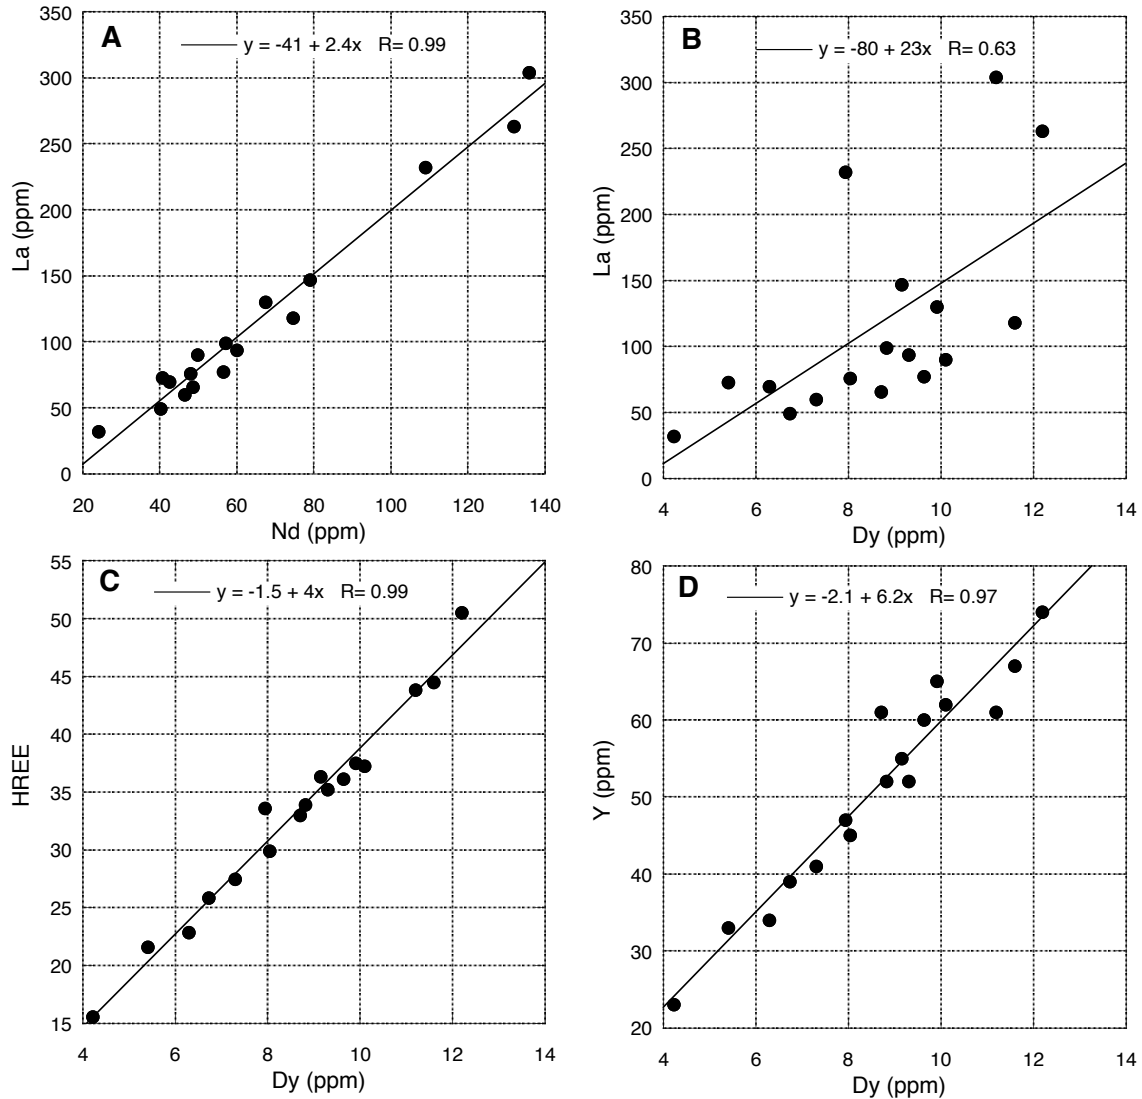 A
y = -41 + 2.4x R= 0.99
350
300
250
200
150
100
50
0
La (ppm)
20 40 60 80 100 120 140
Nd (ppm)
B
y = -80 + 23x R= 0.63
350
300
250
200
150
100
50
0
La (ppm)
4 6 8 10 12 14
Dy (ppm)
C
y = -1.5 + 4x R= 0.99
55
50
45
40
35
30
25
20
15
HREE
4 6 8 10 12 14
Dy (ppm)
D
y = -2.1 + 6.2x R= 0.97
80
70
60
50
40
30
20
Y (ppm)
4 6 8 10 12 14
Dy (ppm)